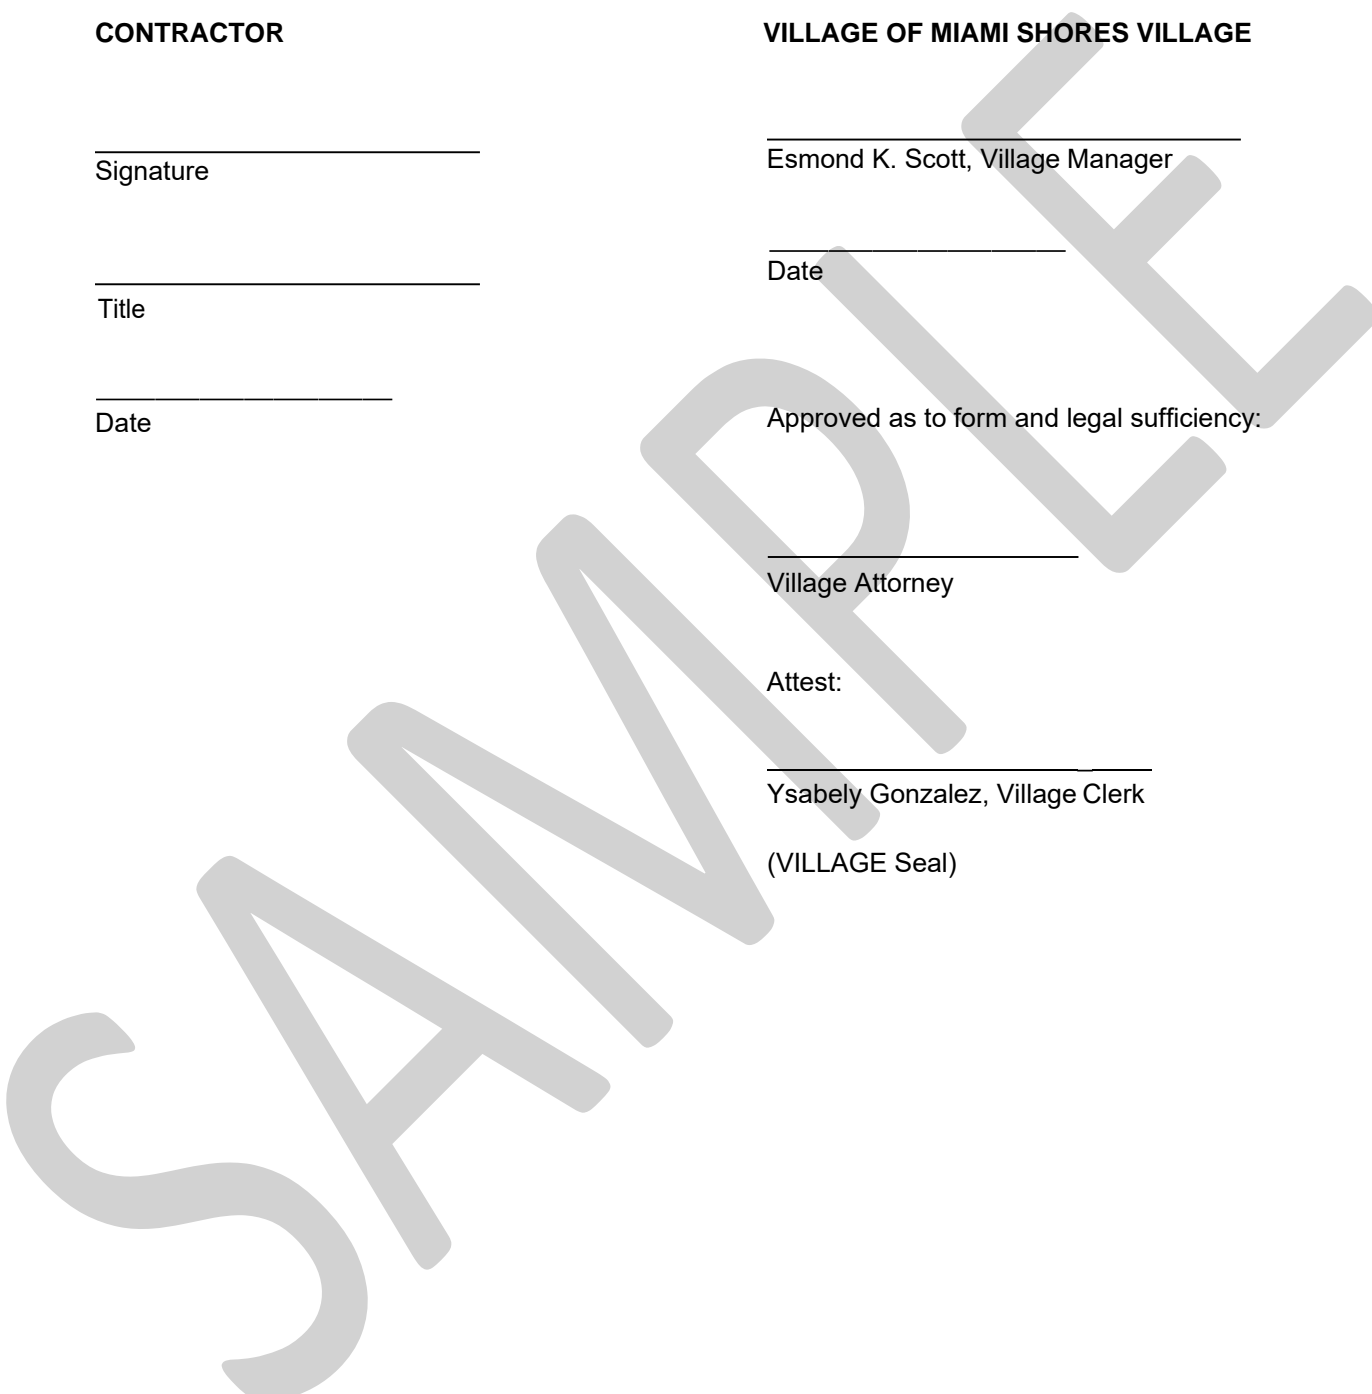 CONTRACTOR
Signature
Title
Date
VILLAGE OF MIAMI SHORES VILLAGE
Esmond K. Scott, Village Manager
Date
Approved as to form and legal sufficiency:
Village Attorney
Attest:
Ysabely Gonzalez, Village Clerk
(VILLAGE Seal)
SAMPLE